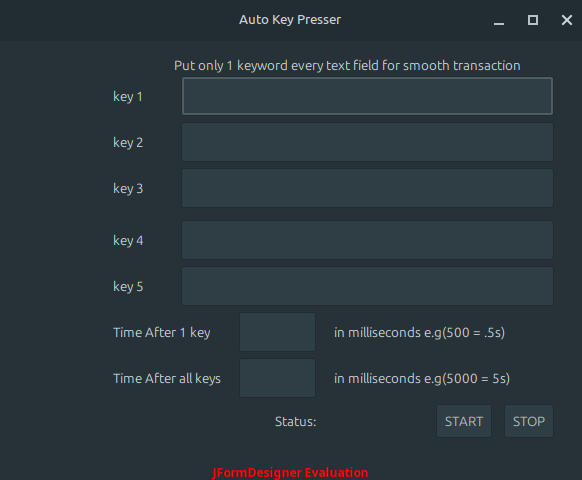 Auto Key Presser
Put only 1 keyword every text field for smooth transaction
key 1
key 2
key 3
key 4
key 5
Time After 1 key in milliseconds e.g(500 = .5s)
Time After all keys in milliseconds e.g(5000 = 5s)
Status: START STOP
JFormDesigner Evaluation